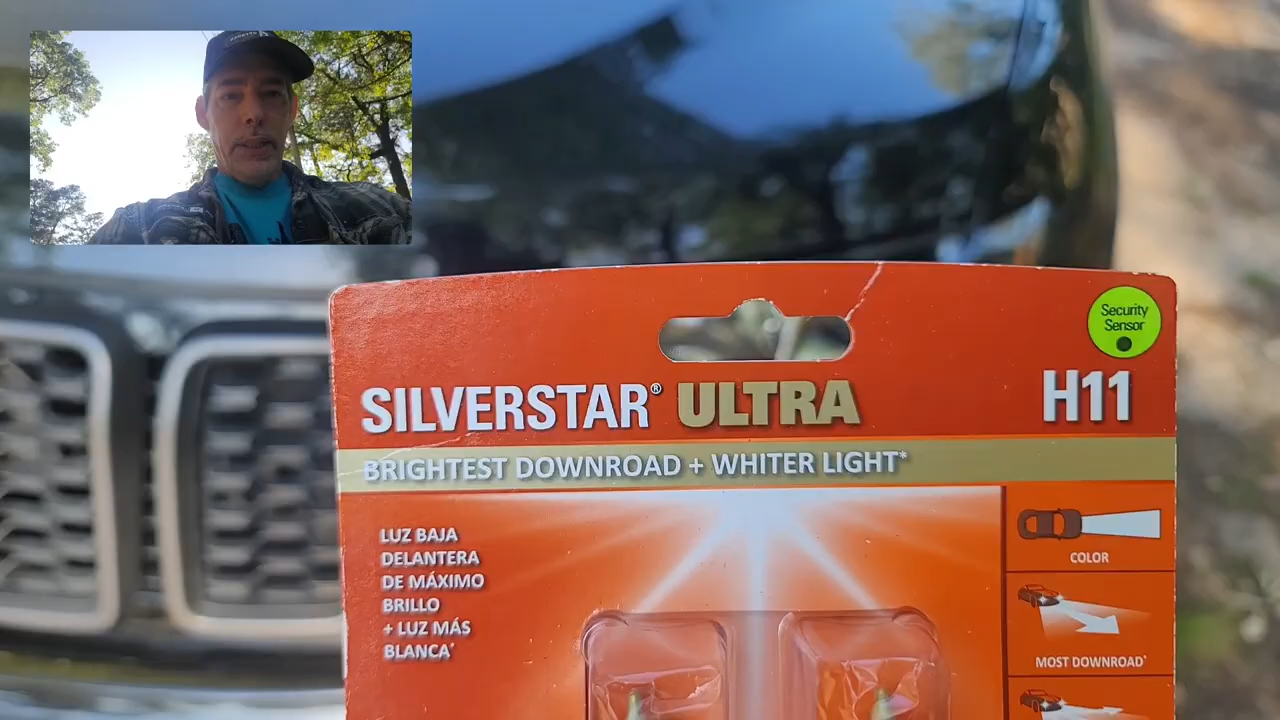 Security
Sensor
SILVERSTAR® ULTRA
H11
BRIGHTEST DOWNROAD + WHITER LIGHT*
LUZ BAJA
DELANTERA
DE MÁXIMO
BRILLO
+ LUZ MÁS
BLANCA*
COLOR
MOST DOWNROAD*